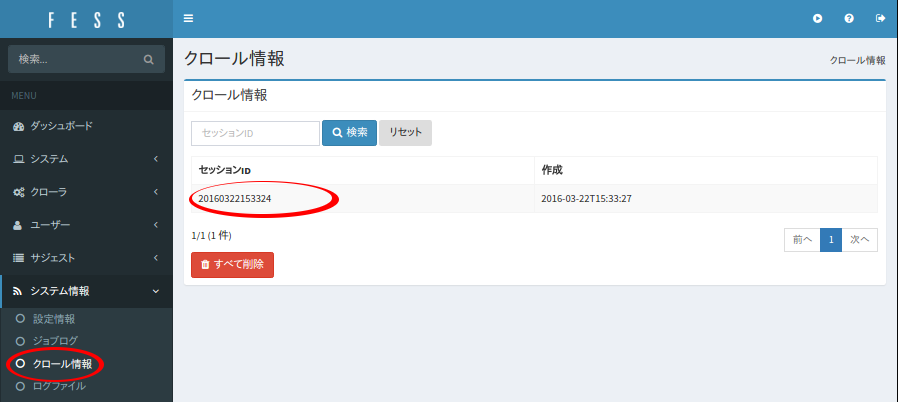 FESS
検索...
MENU
ダッシュボード
システム
クローラ
ユーザー
サジェスト
システム情報
設定情報
ジョブログ
クロール情報
ログファイル
クロール情報
クロール情報
クロール情報
セッションID
検索
リセット
セッションID 作成
20160322153324 2016-03-22T15:33:27
1/1 (1 件)
前へ 1 次へ
すべて削除